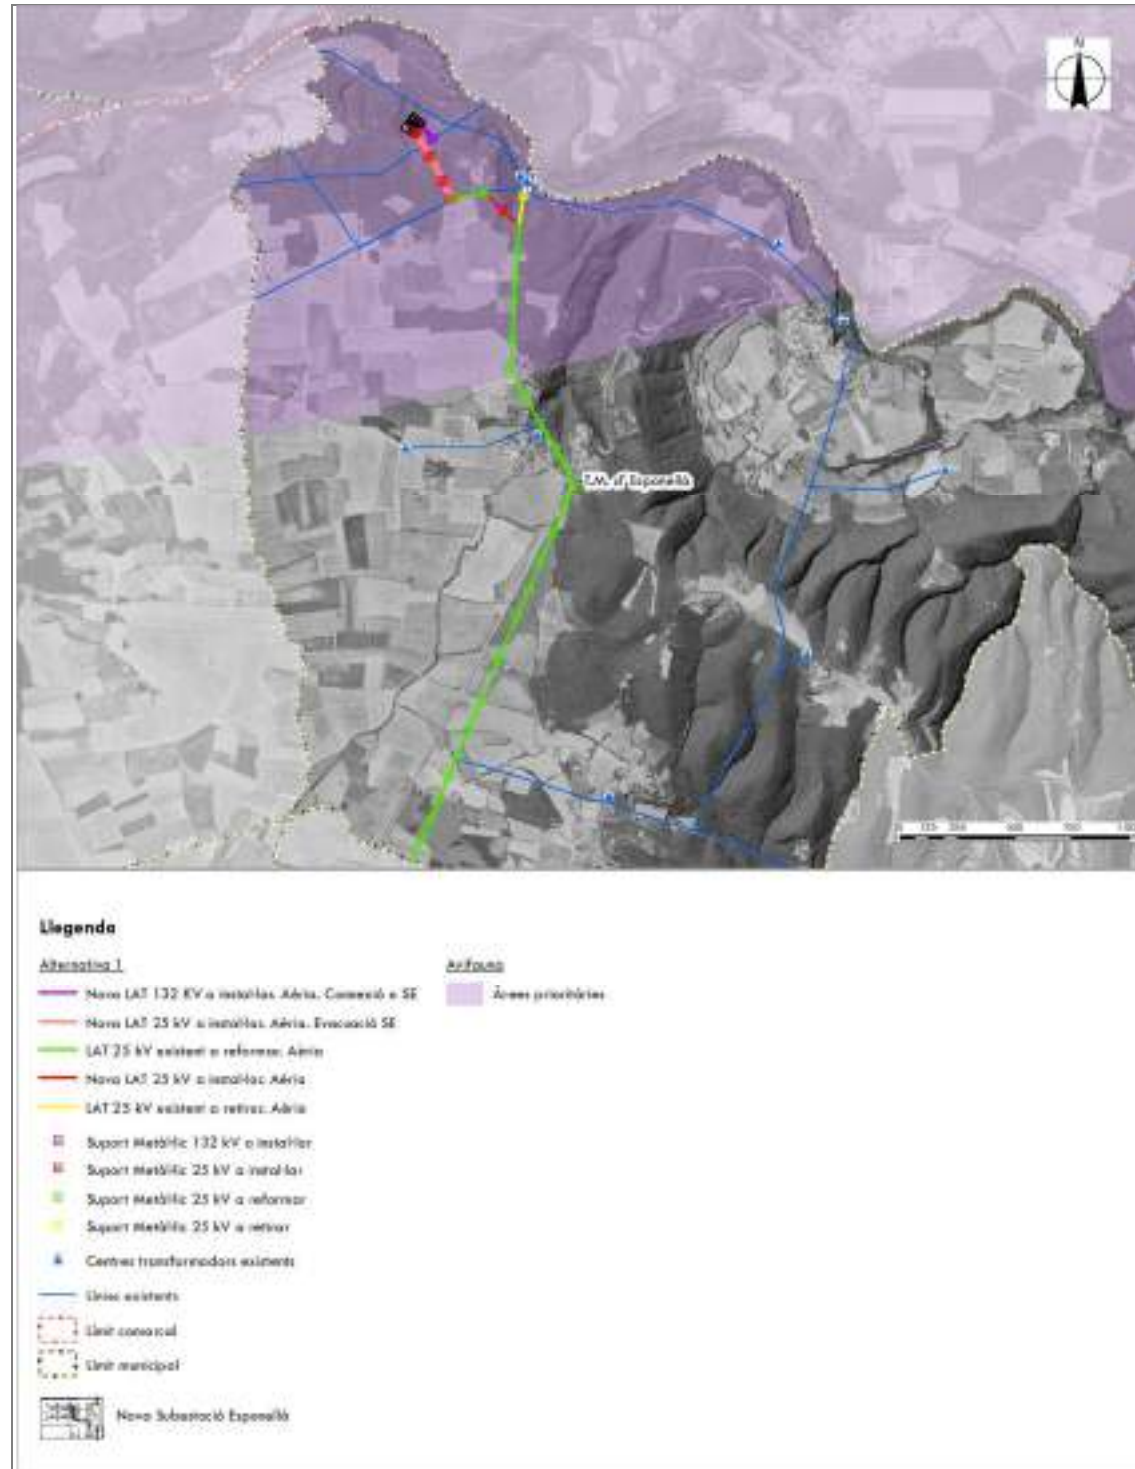 N
T.M. d'Esponellà
Llegenda
Alternativa 1
Avifauna
Nova LAT 132 KV a instal·lar. Aèria. Connexió a SE
Àrees prioritàries
Nova LAT 25 kV a instal·lar. Aèria. Evacuació SE
LAT 25 kV existent a reformar. Aèria
Nova LAT 25 kV a instal·lar. Aèria
LAT 25 kV existent a retirar. Aèria
Suport Metàl·lic 132 kV a instal·lar
Suport Metàl·lic 25 kV a instal·lar
Suport Metàl·lic 25 kV a reformar
Suport Metàl·lic 25 kV a retirar
Centres transformadors existents
Línies existents
Límit comarcal
Límit municipal
Nova Subestació Esponellà